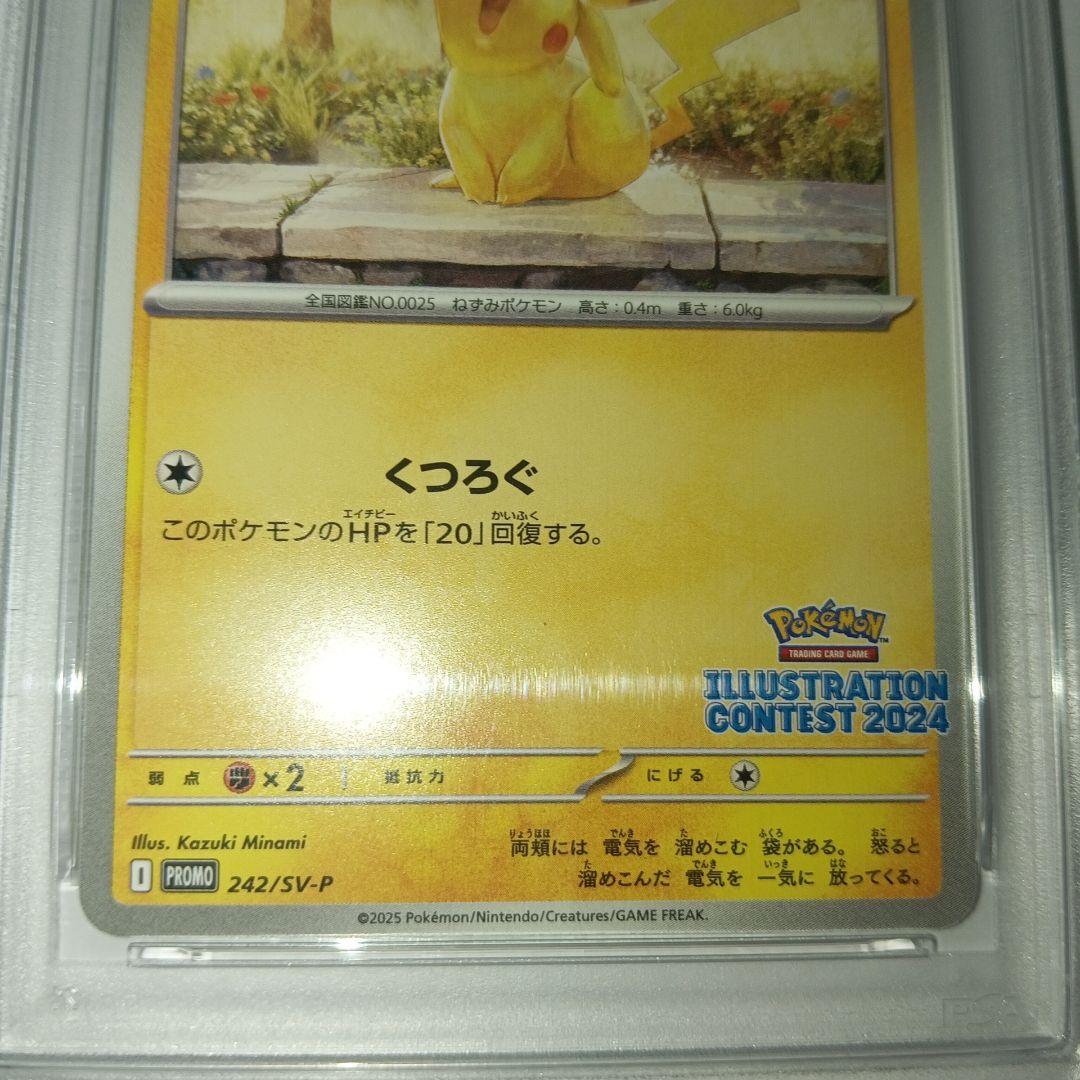 全国図鑑NO.0025 ねずみポケモン 高さ:0.4m 重さ:6.0kg
くつろぐ
エイチピー かいふく
このポケモンのHPを「20」回復する。
POKéMON™
TRADING CARD GAME
ILLUSTRATION
CONTEST 2024
弱点 ×2 抵抗力 にげる
Illus. Kazuki Minami
りょうほほ でんき た ふくろ おこ
両頬には 電気を 溜めこむ 袋がある。 怒ると
た でんき いっき はな
溜めこんだ 電気を 一気に 放ってくる。
I PROMO 242/SV-P
©2025 Pokémon/Nintendo/Creatures/GAME FREAK.
PSA